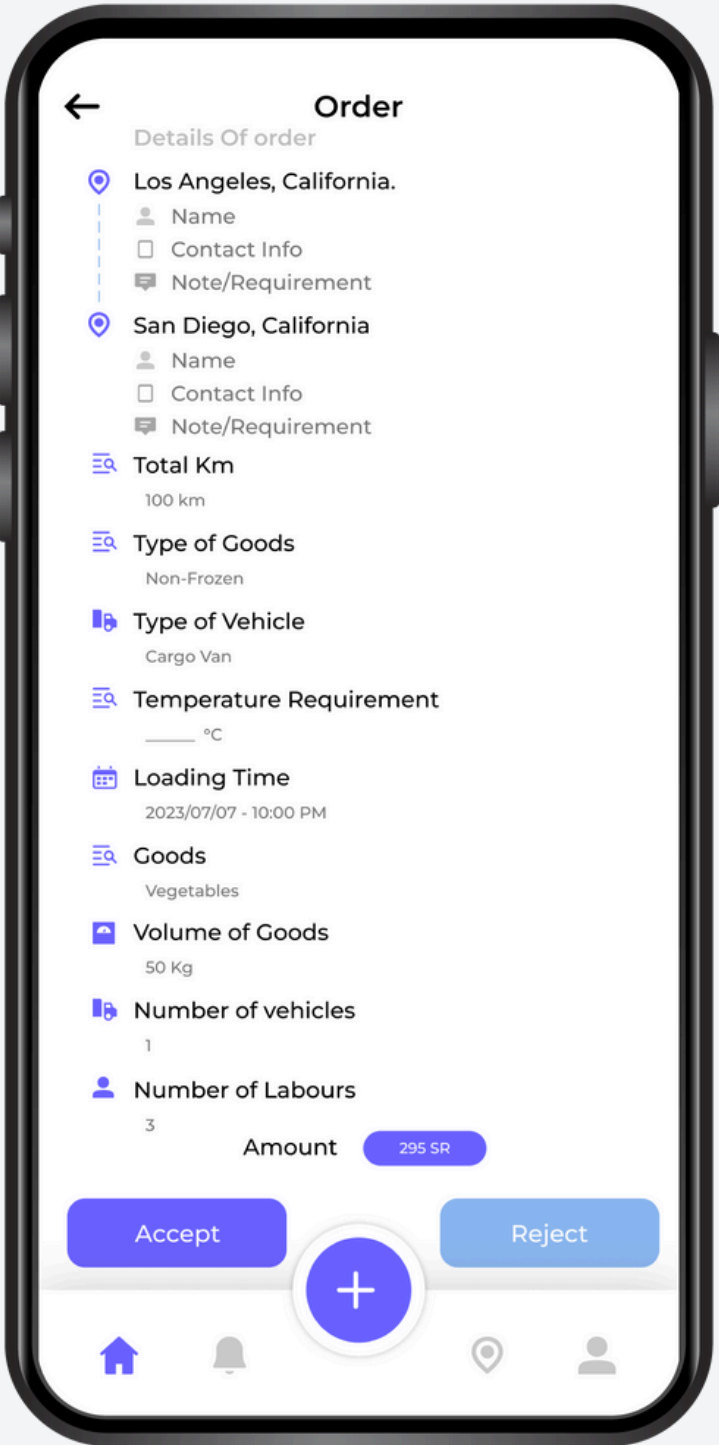 Order
Details Of order
Los Angeles, California.
Name
Contact Info
Note/Requirement
San Diego, California
Name
Contact Info
Note/Requirement
Total Km
100 km
Type of Goods
Non-Frozen
Type of Vehicle
Cargo Van
Temperature Requirement
_____ °C
Loading Time
2023/07/07 - 10:00 PM
Goods
Vegetables
Volume of Goods
50 Kg
Number of vehicles
1
Number of Labours
3
Amount 295 SR
Accept Reject